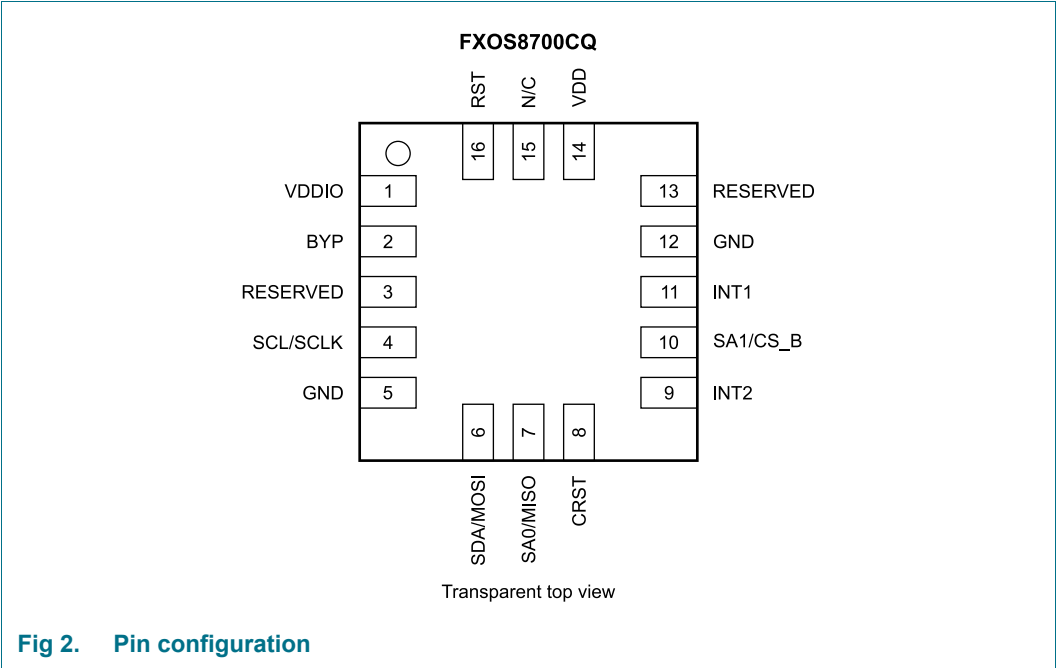 FXOS8700CQ
RST
N/C
VDD
16
15
14
VDDIO 1
BYP 2
RESERVED 3
SCL/SCLK 4
GND 5
13 RESERVED
12 GND
11 INT1
10 SA1/CS_B
9 INT2
6
7
8
SDA/MOSI
SA0/MISO
CRST
Transparent top view
Fig 2. Pin configuration